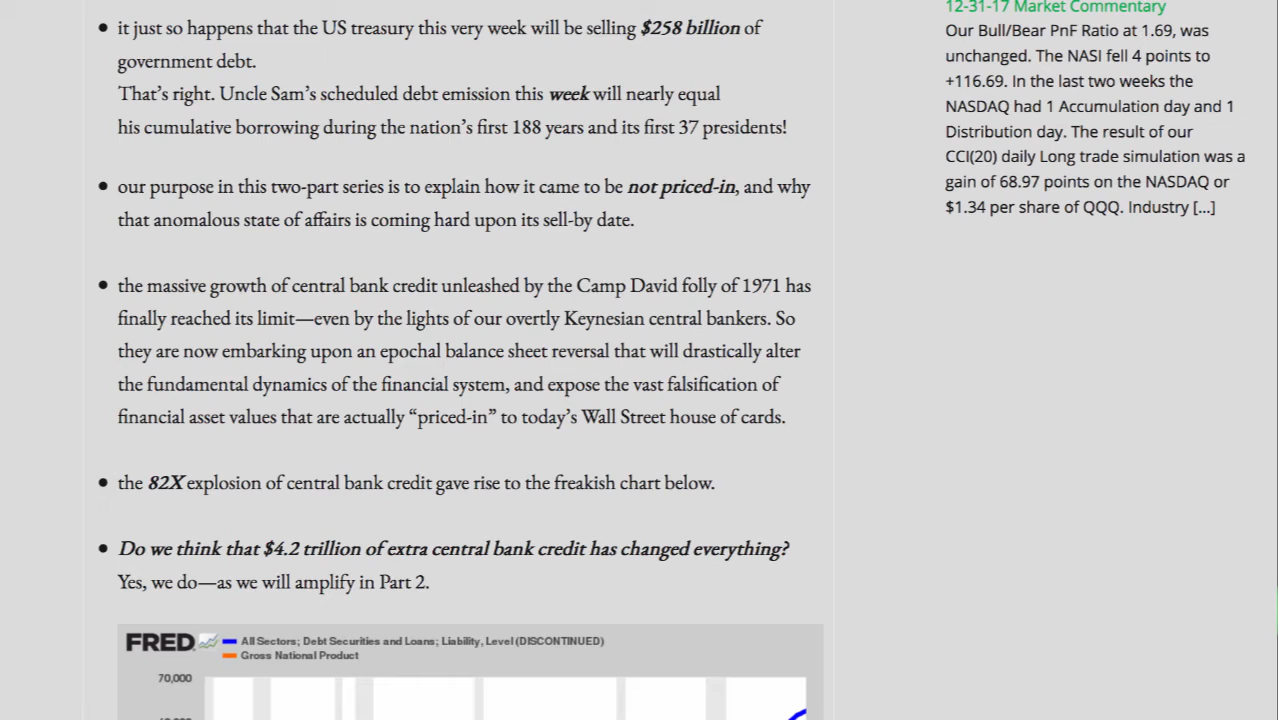 it just so happens that the US treasury this very week will be selling $258 billion of
government debt.
That’s right. Uncle Sam’s scheduled debt emission this week will nearly equal
his cumulative borrowing during the nation’s first 188 years and its first 37 presidents!
our purpose in this two-part series is to explain how it came to be not priced-in, and why
that anomalous state of affairs is coming hard upon its sell-by date.
the massive growth of central bank credit unleashed by the Camp David folly of 1971 has
finally reached its limit—even by the lights of our overtly Keynesian central bankers. So
they are now embarking upon an epochal balance sheet reversal that will drastically alter
the fundamental dynamics of the financial system, and expose the vast falsification of
financial asset values that are actually “priced-in” to today’s Wall Street house of cards.
the 82X explosion of central bank credit gave rise to the freakish chart below.
Do we think that $4.2 trillion of extra central bank credit has changed everything?
Yes, we do—as we will amplify in Part 2.
FRED All Sectors; Debt Securities and Loans; Liability, Level (DISCONTINUED)
Gross National Product
70,000
12-31-17 Market Commentary
Our Bull/Bear PnF Ratio at 1.69, was
unchanged. The NASI fell 4 points to
+116.69. In the last two weeks the
NASDAQ had 1 Accumulation day and 1
Distribution day. The result of our
CCI(20) daily Long trade simulation was a
gain of 68.97 points on the NASDAQ or
$1.34 per share of QQQ. Industry [...]